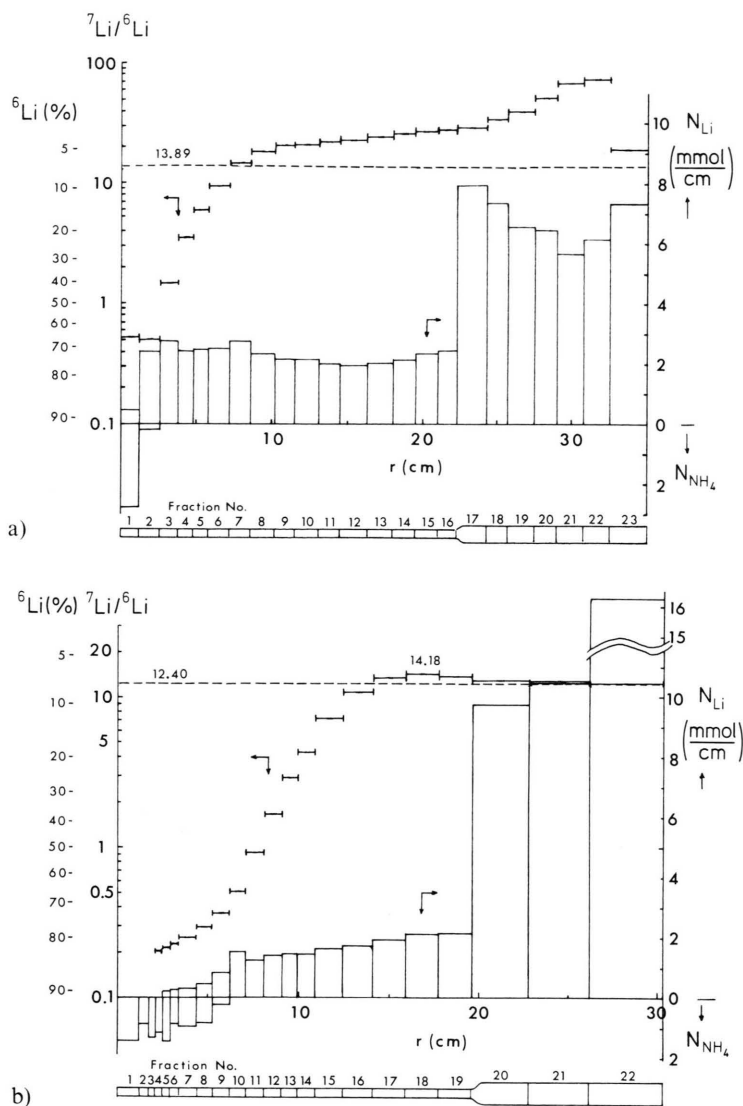 ⁷Li/⁶Li
⁶Li(%)
100
10
1
0.1
5-
10-
20-
30-
40-
50-
60-
70-
80-
90-
13.89
10
8
6
4
2
0
2
N_Li
(mmol/cm)
N_NH₄
10 20 30
r (cm)
Fraction No.
1 2 3 4 5 6 7 8 9 10 11 12 13 14 15 16 17 18 19 20 21 22 23
a)
⁶Li(%) ⁷Li/⁶Li
5-
10-
20-
30-
40-
50-
60-
70-
80-
90-
20
10
5
1
0.5
0.1
12.40
14.18
16
15
10
8
6
4
2
0
2
N_Li
(mmol/cm)
N_NH₄
10 20 30
r (cm)
Fraction No.
1 2 3 4 5 6 7 8 9 10 11 12 13 14 15 16 17 18 19 20 21 22
b)